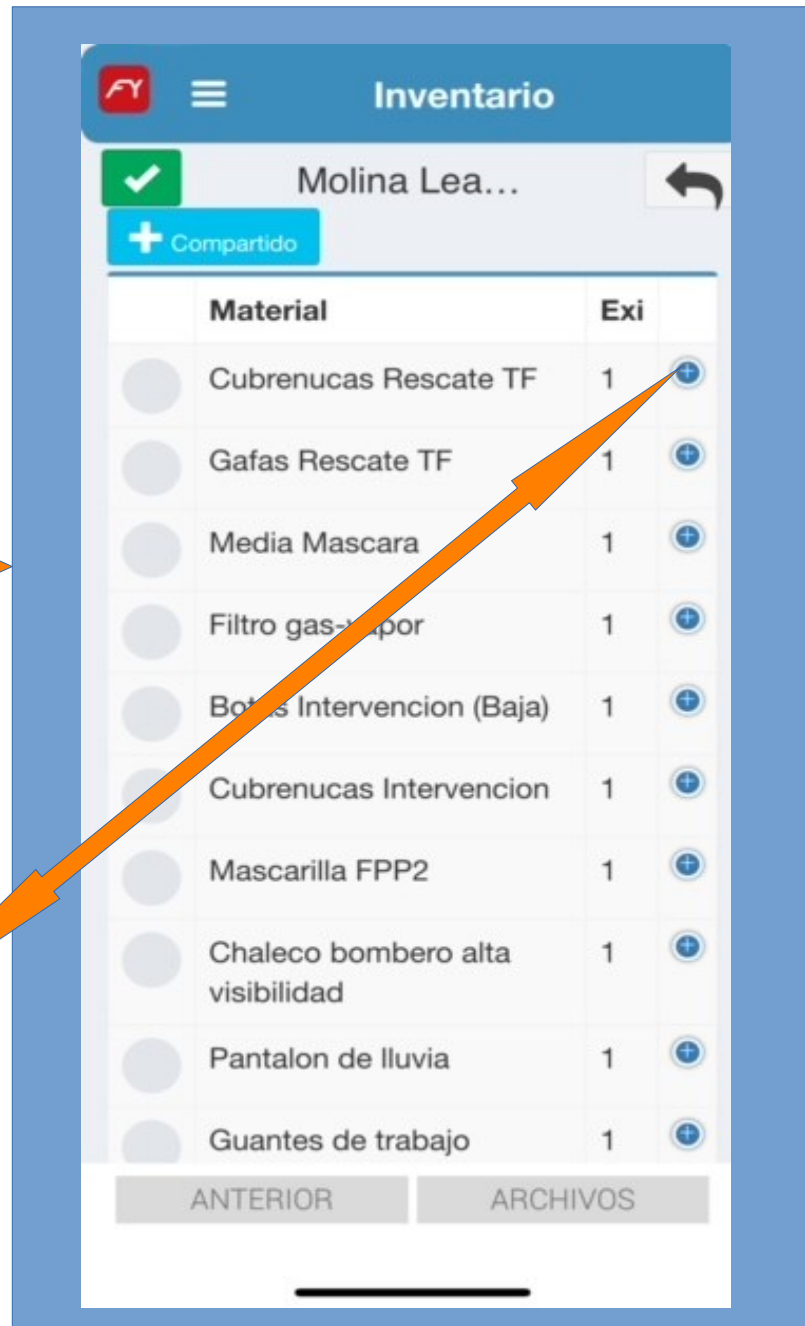 FY
Inventario
Molina Lea...
Compartido
Material Exi
Cubrenucas Rescate TF 1
Gafas Rescate TF 1
Media Mascara 1
Filtro gas-vapor 1
Botas Intervencion (Baja) 1
Cubrenucas Intervencion 1
Mascarilla FPP2 1
Chaleco bombero alta 1
visibilidad
Pantalon de lluvia 1
Guantes de trabajo 1
ANTERIOR ARCHIVOS